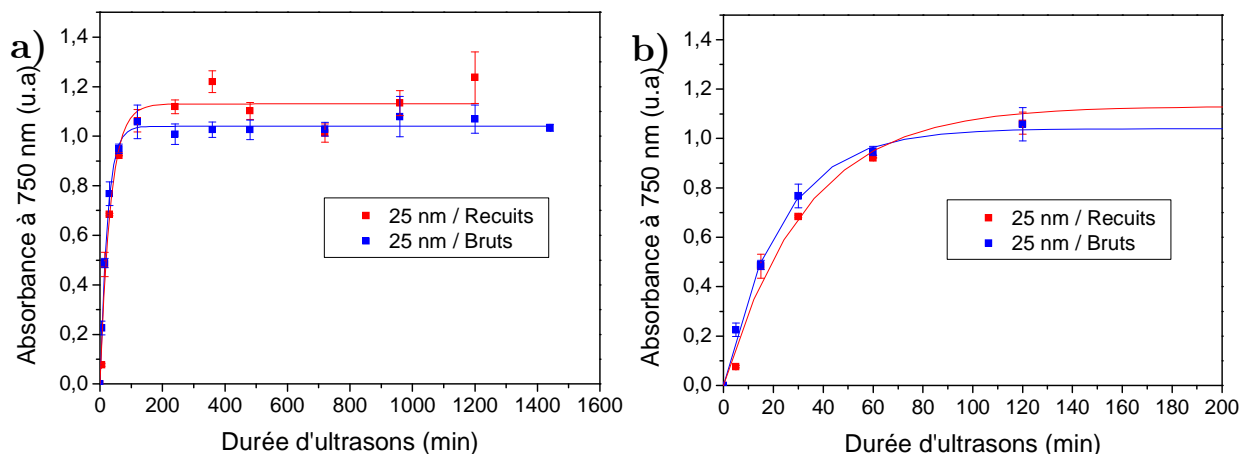 a)
Absorbance à 750 nm (u.a)
1,4
1,2
1,0
0,8
0,6
0,4
0,2
0,0
25 nm / Recuits
25 nm / Bruts
0 200 400 600 800 1000 1200 1400 1600
Durée d'ultrasons (min)
b)
Absorbance à 750 nm (u.a)
1,4
1,2
1,0
0,8
0,6
0,4
0,2
0,0
25 nm / Recuits
25 nm / Bruts
0 20 40 60 80 100 120 140 160 180 200
Durée d'ultrasons (min)